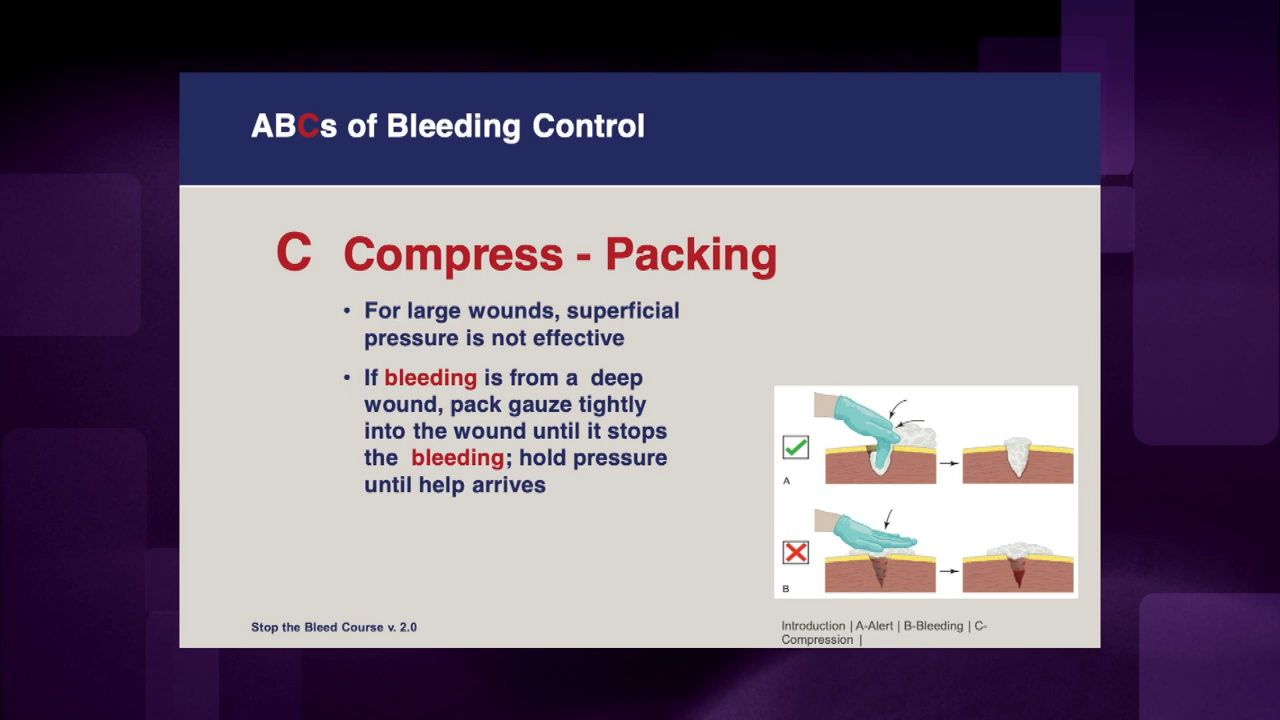 ABCs of Bleeding Control
C Compress - Packing
• For large wounds, superficial
pressure is not effective
• If bleeding is from a deep
wound, pack gauze tightly
into the wound until it stops
the bleeding; hold pressure
until help arrives
A
B
Stop the Bleed Course v. 2.0
Introduction | A-Alert | B-Bleeding | C-
Compression |